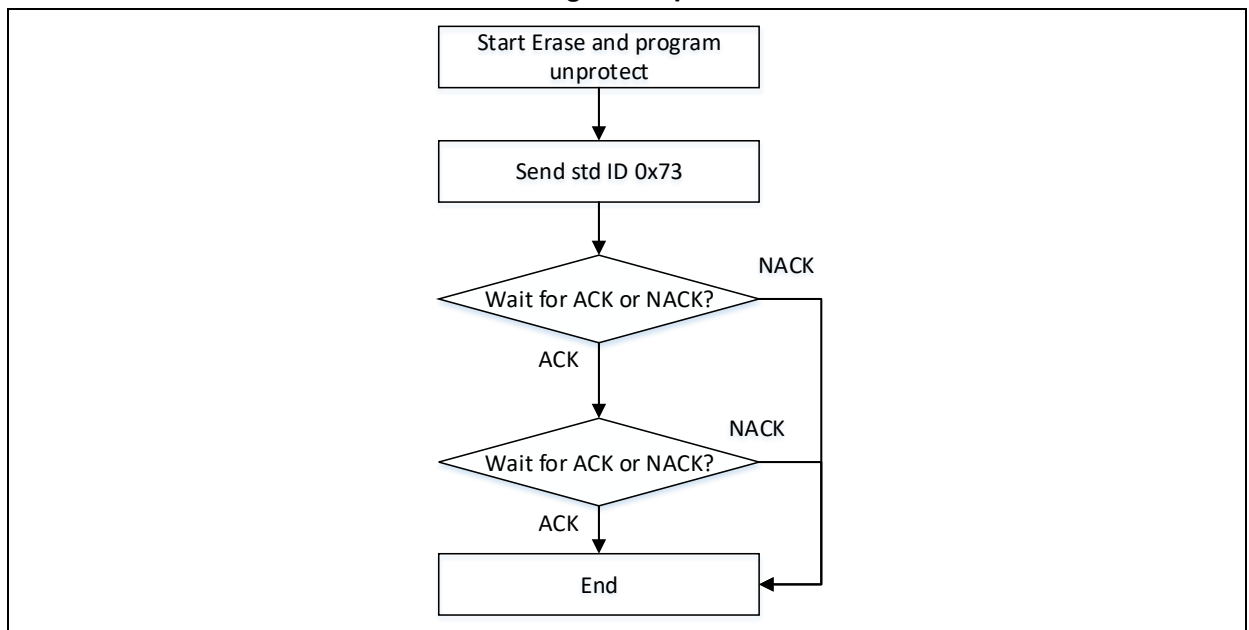 Start Erase and program
unprotect
Send std ID 0x73
NACK
Wait for ACK or NACK?
ACK
NACK
Wait for ACK or NACK?
ACK
End